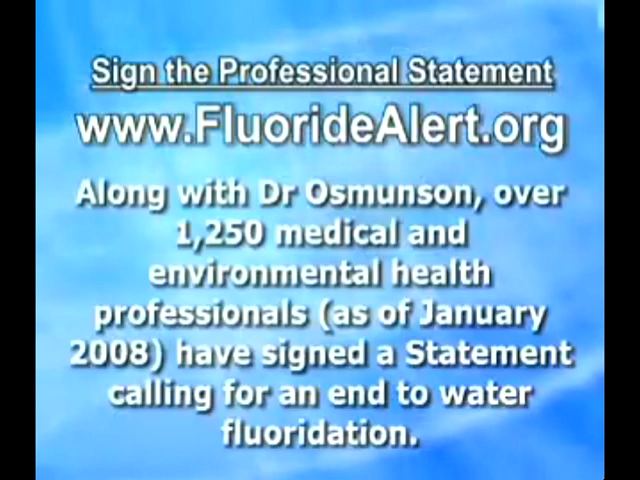 Sign the Professional Statement
www.FluorideAlert.org
Along with Dr Osmunson, over
1,250 medical and
environmental health
professionals (as of January
2008) have signed a Statement
calling for an end to water
fluoridation.